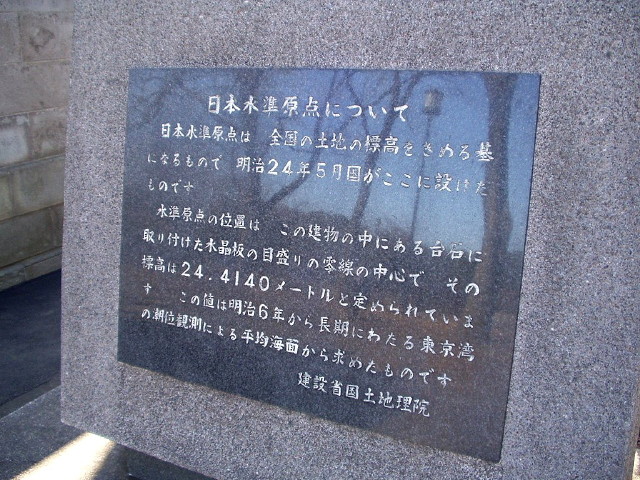 日本水準原点について
日本水準原点は 全国の土地の標高をきめる基
になるもので 明治24年5月国がここに設けた
ものです
水準原点の位置は この建物の中にある台石に
取り付けた水晶板の目盛りの零線の中心で その
標高は24.4140メートルと定められていま
す この値は明治6年から長期にわたる東京湾
の潮位観測による平均海面から求めたものです
建設省国土地理院